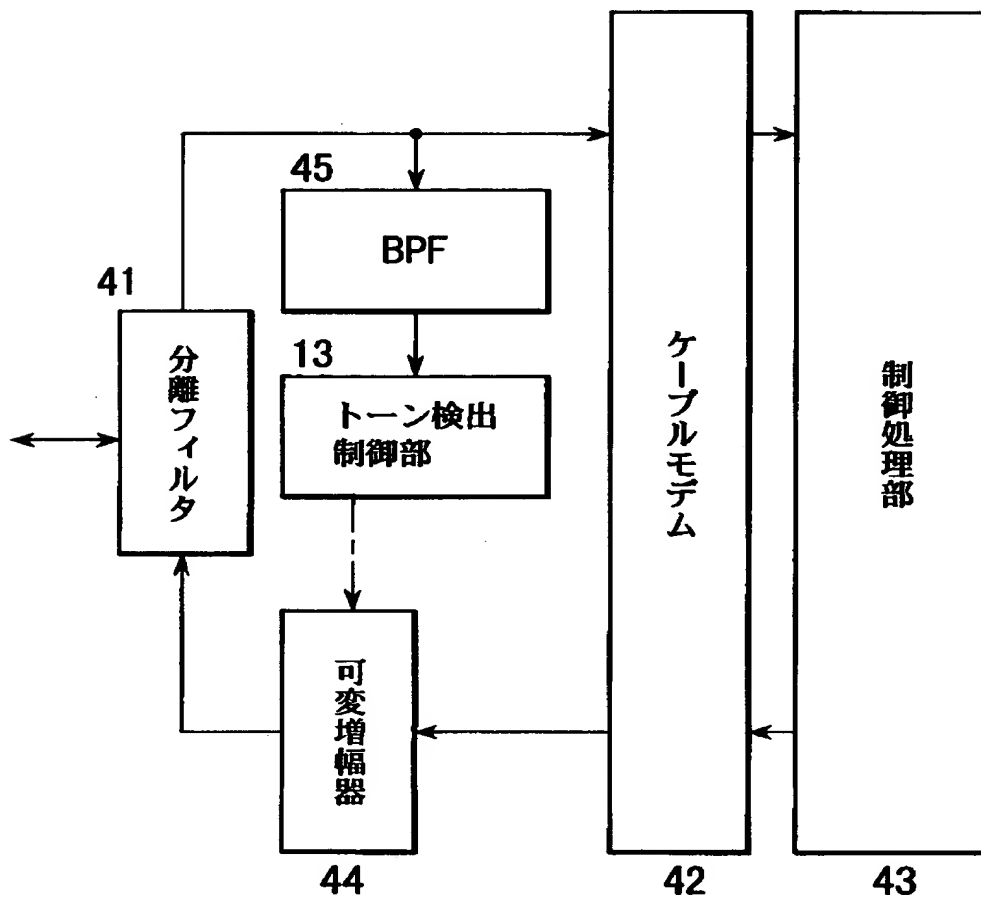 45
BPF
41
分離フィルタ
13
トーン検出
制御部
ケーブルモデム
制御処理部
可変増幅器
44
42
43